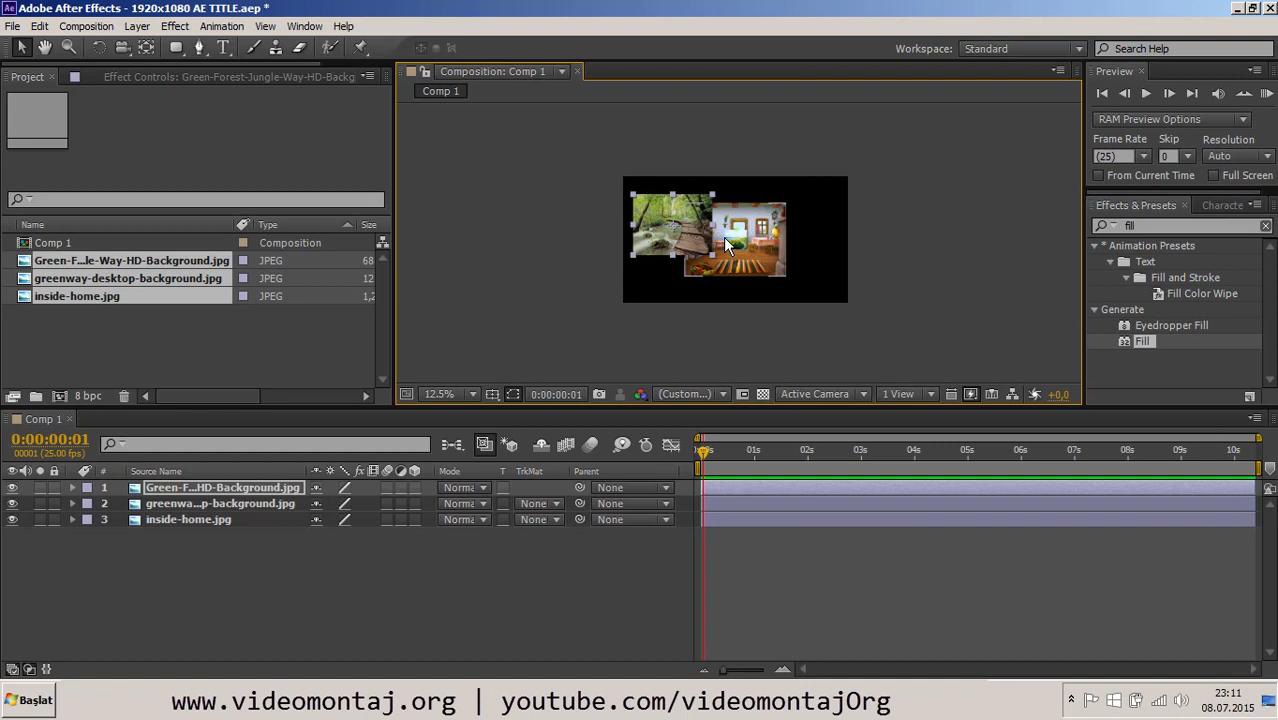 Adobe After Effects - 1920x1080 AE TITLE.aep *
File Edit Composition Layer Effect Animation View Window Help
Workspace: Standard Search Help
Project Effect Controls: Green-Forest-Jungle-Way-HD-Backg
Composition: Comp 1
Preview
Comp 1
RAM Preview Options
Frame Rate Skip Resolution
(25) 0 Auto
From Current Time Full Screen
Effects & Presets Characte
fill
Name Type Size
Comp 1 Composition
Green-F...le-Way-HD-Background.jpg JPEG 68
greenway-desktop-background.jpg JPEG 12
inside-home.jpg JPEG 1,2
* Animation Presets
Text
Fill and Stroke
Fill Color Wipe
Generate
Eyedropper Fill
Fill
8 bpc
12.5% 0:00:00:01 (Custom...) Active Camera 1 View +0,0
Comp 1
0:00:00:01
00001 (25.00 fps)
0s 01s 02s 03s 04s 05s 06s 07s 08s 09s 10s
# Source Name Mode T TrkMat Parent
1 Green-F...HD-Background.jpg Norma None
2 greenwa...p-background.jpg Norma None None
3 inside-home.jpg Norma None None
Başlat www.videomontaj.org | youtube.com/videomontajOrg
23:11
08.07.2015